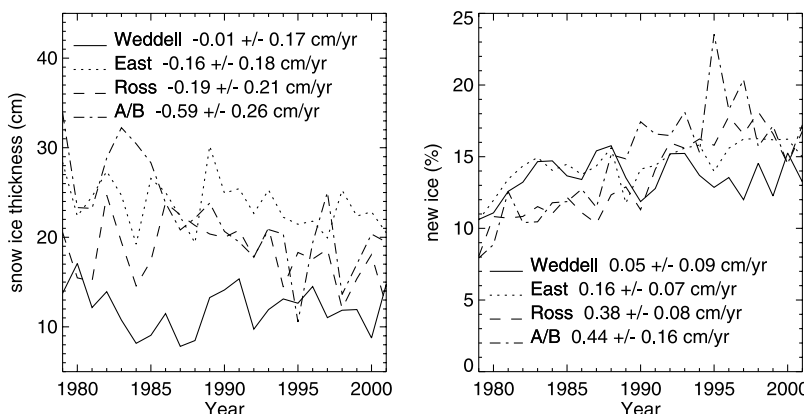 45
40
30
20
10
snow ice thickness (cm)
Weddell -0.01 +/- 0.17 cm/yr
East -0.16 +/- 0.18 cm/yr
Ross -0.19 +/- 0.21 cm/yr
A/B -0.59 +/- 0.26 cm/yr
1980 1985 1990 1995 2000
Year
25
20
15
10
5
0
new ice (%)
Weddell 0.05 +/- 0.09 cm/yr
East 0.16 +/- 0.07 cm/yr
Ross 0.38 +/- 0.08 cm/yr
A/B 0.44 +/- 0.16 cm/yr
1980 1985 1990 1995 2000
Year